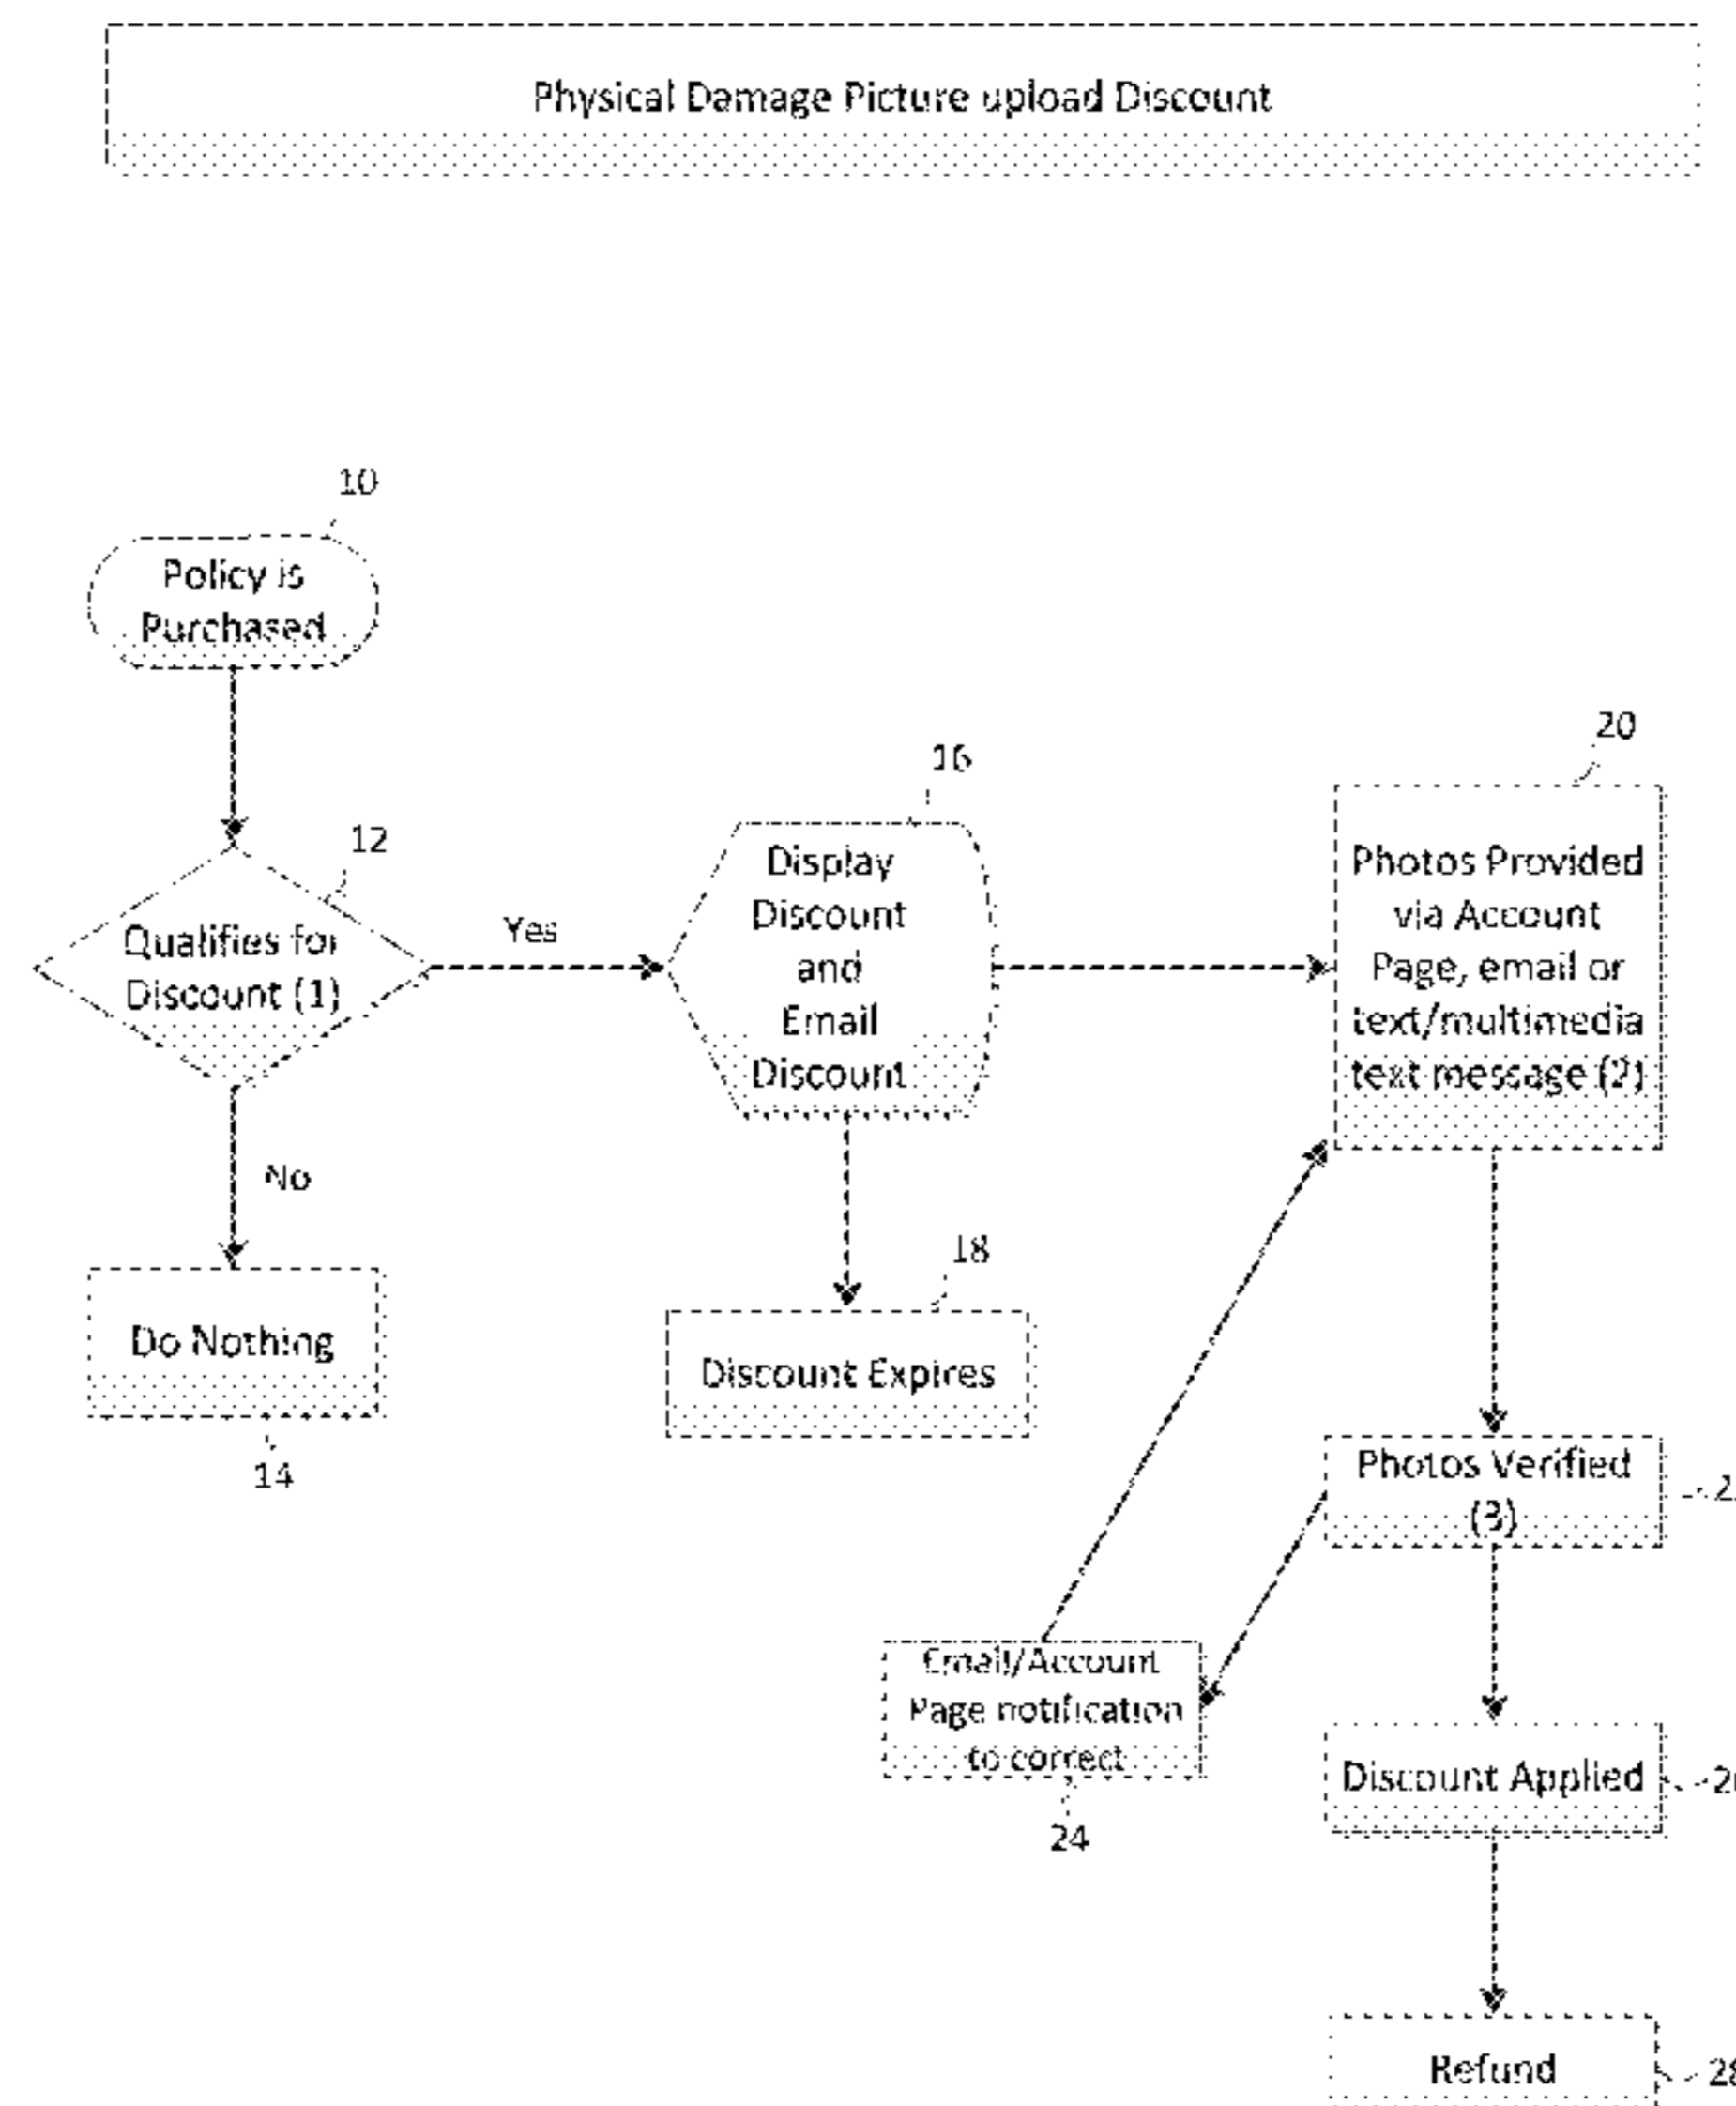 Physical Damage Picture upload Discount
10
Policy is
Purchased
12
Qualifies for
Discount (1)
Yes
No
Do Nothing
14
16
Display
Discount
and
Email
Discount
18
Discount Expires
20
Photos Provided
via Account
Page, email or
text/multimedia
text message (2)
Photos Verified
(3)
Email/Account
Page notification
to correct
24
Discount Applied
Refund
28